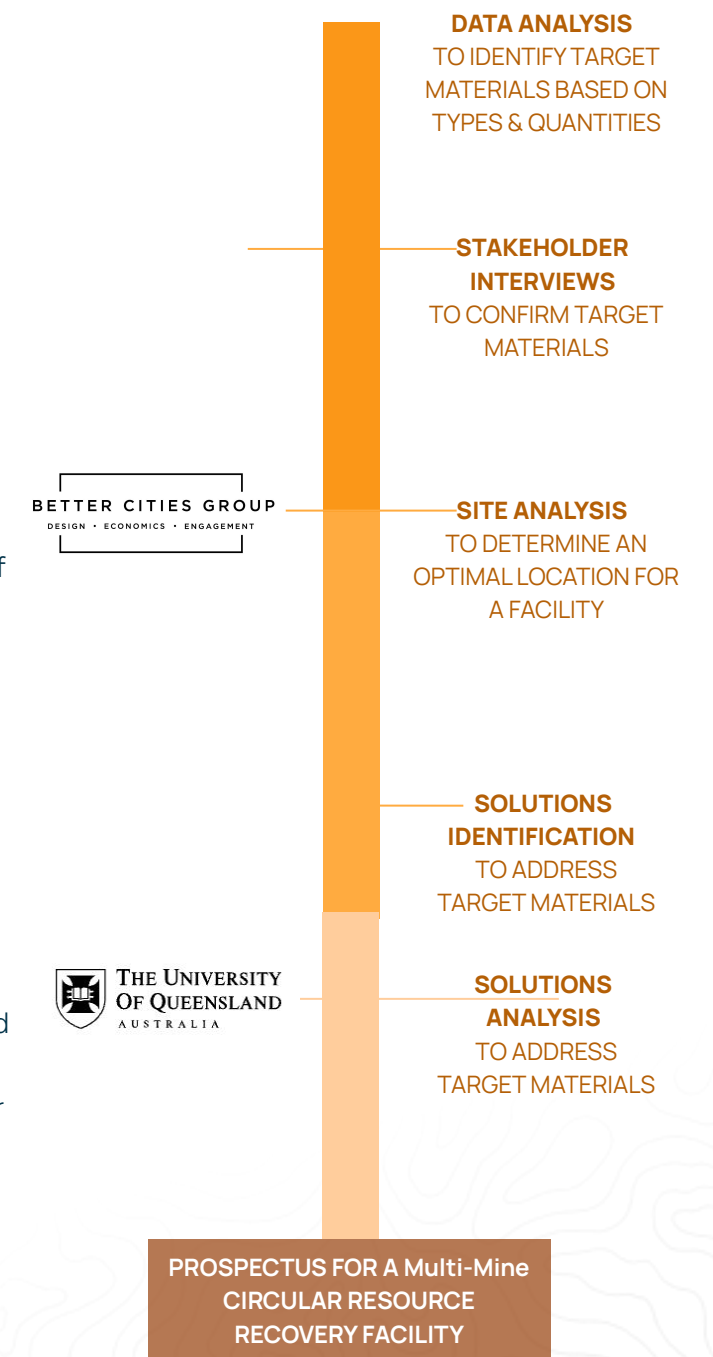 DATA ANALYSIS
TO IDENTIFY TARGET
MATERIALS BASED ON
TYPES & QUANTITIES
STAKEHOLDER
INTERVIEWS
TO CONFIRM TARGET
MATERIALS
BETTER CITIES GROUP
DESIGN • ECONOMICS • ENGAGEMENT
SITE ANALYSIS
TO DETERMINE AN
OPTIMAL LOCATION FOR
A FACILITY
SOLUTIONS
IDENTIFICATION
TO ADDRESS
TARGET MATERIALS
THE UNIVERSITY
OF QUEENSLAND
AUSTRALIA
SOLUTIONS
ANALYSIS
TO ADDRESS
TARGET MATERIALS
PROSPECTUS FOR A Multi-Mine
CIRCULAR RESOURCE
RECOVERY FACILITY